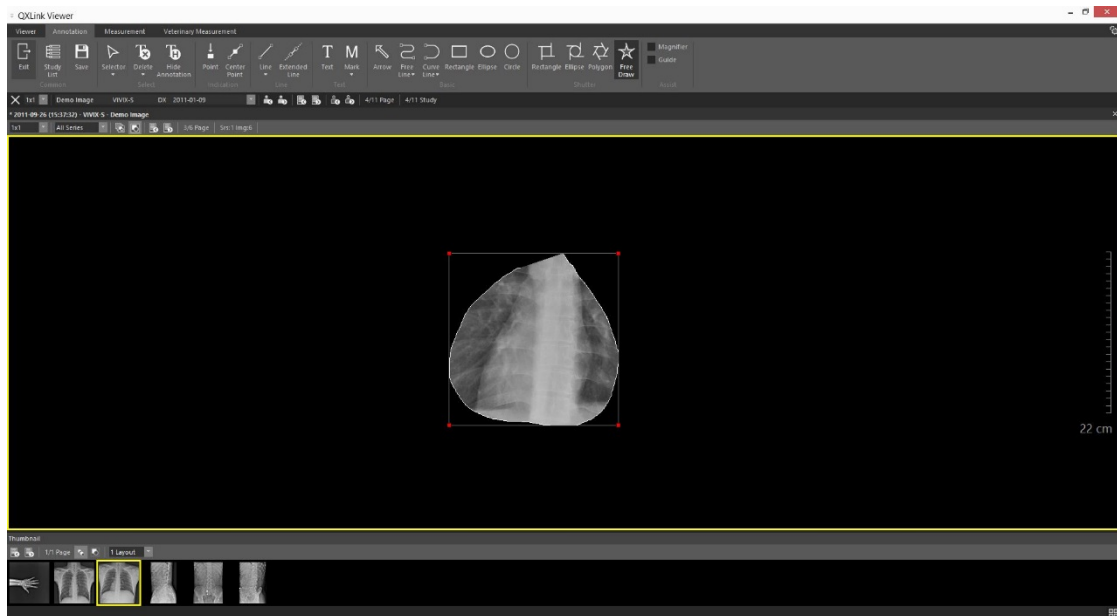 QXLink Viewer
Viewer Annotation Measurement Veterinary Measurement
Exit Study List Save Selector Delete Hide Annotation Point Center Point Line Extended Line Text Mark Arrow Free Line Curve Line Rectangle Ellipse Circle Rectangle Ellipse Polygon Free Draw Magnifier Guide
Common Select Indication Line Text Basic Shutter Assist
1x1 Demo Image VIVIX-S DX 2011-01-09 4/11 Page 4/11 Study
* 2011-09-26 (15:37:32) - VIVIX-S - Demo Image
1x1 All Series 3/6 Page Srs:1 Img:6
22 cm
Thumbnail
1/1 Page 1 Layout